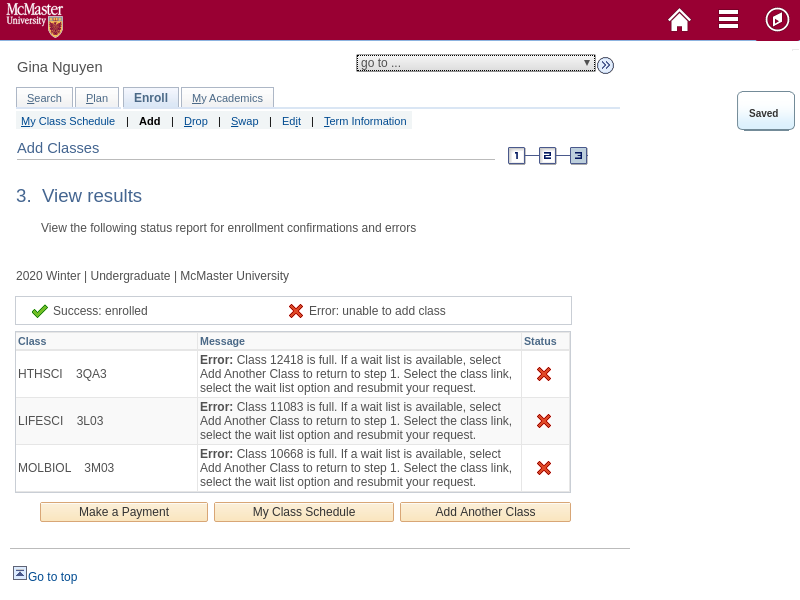 McMaster
University
Gina Nguyen
go to ...
Search
Plan
Enroll
My Academics
My Class Schedule | Add | Drop | Swap | Edit | Term Information
Saved
Add Classes
1 2 3
3. View results
View the following status report for enrollment confirmations and errors
2020 Winter | Undergraduate | McMaster University
Success: enrolled
Error: unable to add class
Class Message Status
HTHSCI 3QA3
Error: Class 12418 is full. If a wait list is available, select
Add Another Class to return to step 1. Select the class link,
select the wait list option and resubmit your request.
LIFESCI 3L03
Error: Class 11083 is full. If a wait list is available, select
Add Another Class to return to step 1. Select the class link,
select the wait list option and resubmit your request.
MOLBIOL 3M03
Error: Class 10668 is full. If a wait list is available, select
Add Another Class to return to step 1. Select the class link,
select the wait list option and resubmit your request.
Make a Payment
My Class Schedule
Add Another Class
Go to top